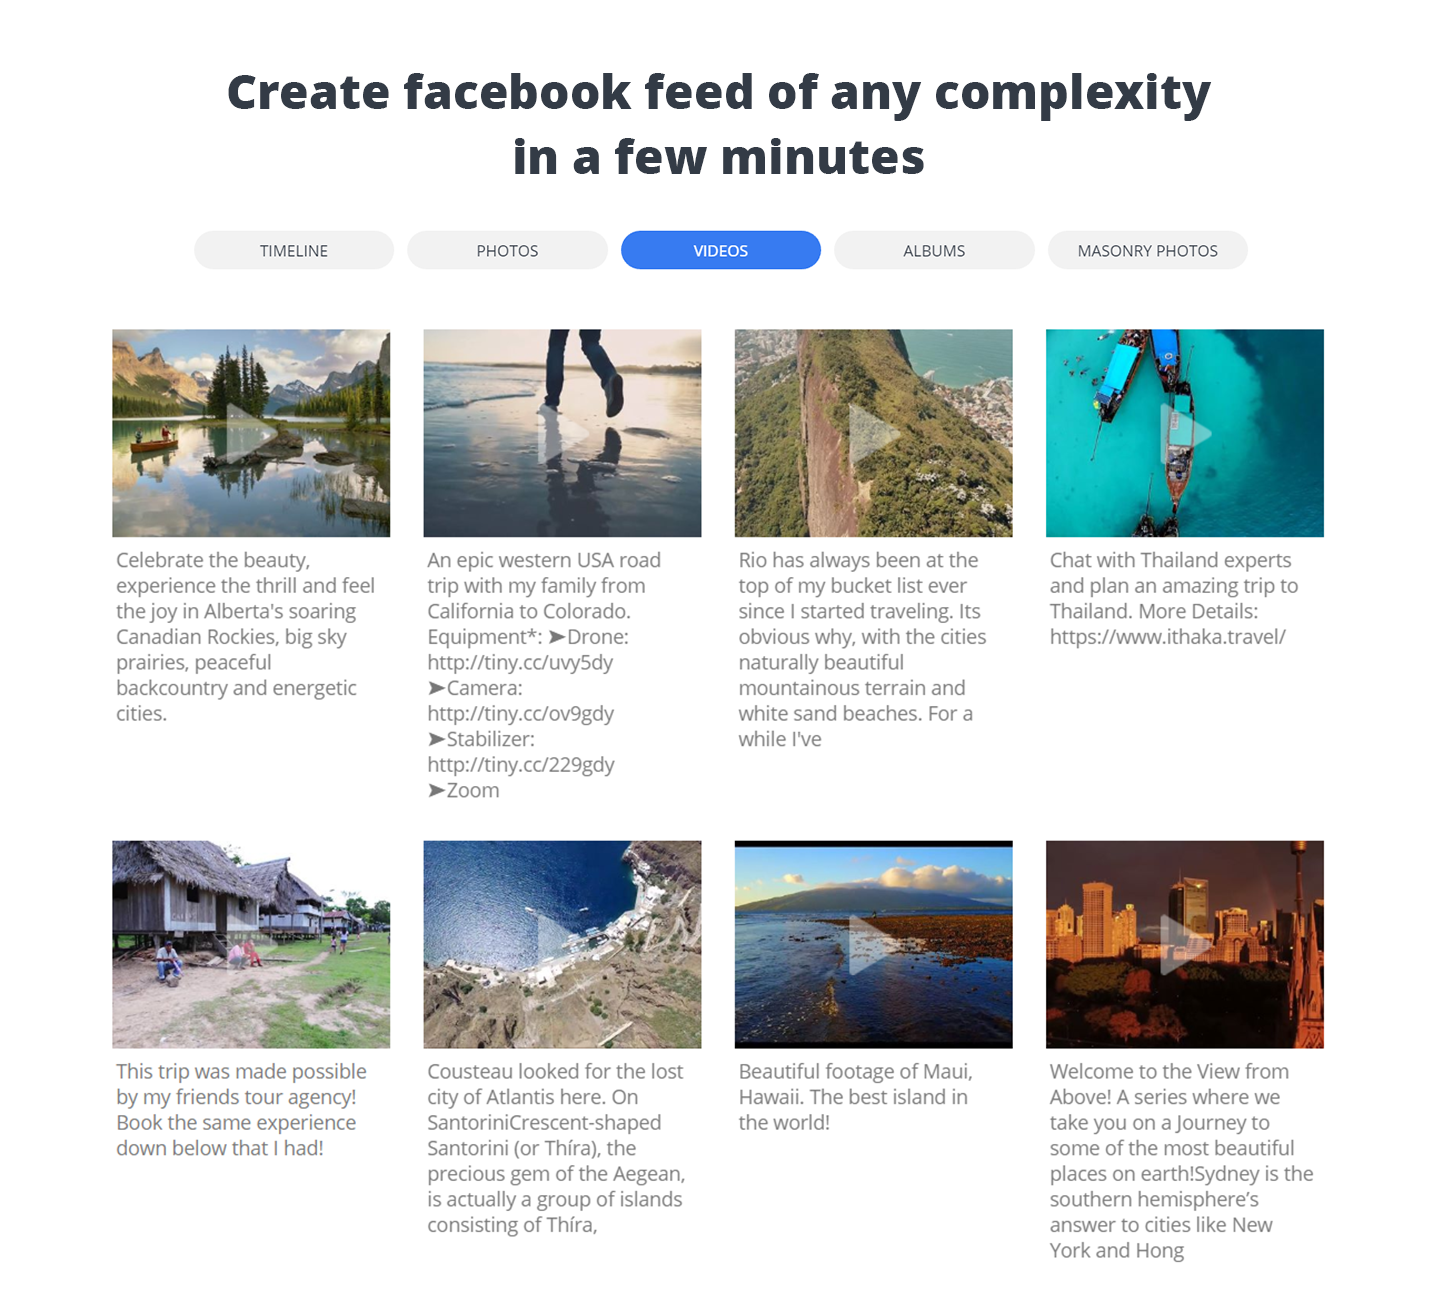 Create facebook feed of any complexity
in a few minutes
TIMELINE
PHOTOS
VIDEOS
ALBUMS
MASONRY PHOTOS
Celebrate the beauty,
experience the thrill and feel
the joy in Alberta's soaring
Canadian Rockies, big sky
prairies, peaceful
backcountry and energetic
cities.
An epic western USA road
trip with my family from
California to Colorado.
Equipment*: ➤Drone:
http://tiny.cc/uvy5dy
➤Camera:
http://tiny.cc/ov9gdy
➤Stabilizer:
http://tiny.cc/229gdy
➤Zoom
Rio has always been at the
top of my bucket list ever
since I started traveling. Its
obvious why, with the cities
naturally beautiful
mountainous terrain and
white sand beaches. For a
while I've
Chat with Thailand experts
and plan an amazing trip to
Thailand. More Details:
https://www.ithaka.travel/
This trip was made possible
by my friends tour agency!
Book the same experience
down below that I had!
Cousteau looked for the lost
city of Atlantis here. On
SantoriniCrescent-shaped
Santorini (or Thíra), the
precious gem of the Aegean,
is actually a group of islands
consisting of Thíra,
Beautiful footage of Maui,
Hawaii. The best island in
the world!
Welcome to the View from
Above! A series where we
take you on a Journey to
some of the most beautiful
places on earth!Sydney is the
southern hemisphere’s
answer to cities like New
York and Hong